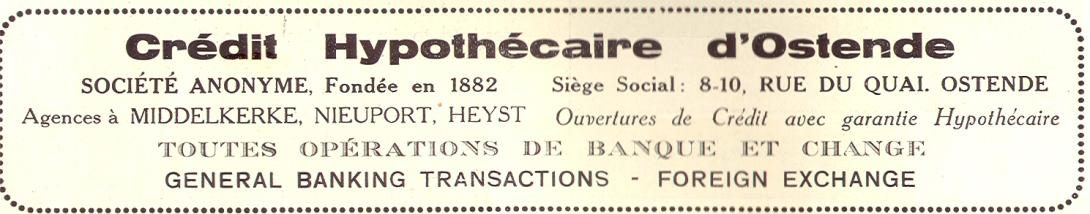 Crédit Hypothécaire d'Ostende
SOCIÉTÉ ANONYME, Fondée en 1882 Siège Social: 8-10, RUE DU QUAI. OSTENDE
Agences à MIDDELKERKE, NIEUPORT, HEYST Ouvertures de Crédit avec garantie Hypothécaire
TOUTES OPÉRATIONS DE BANQUE ET CHANGE
GENERAL BANKING TRANSACTIONS - FOREIGN EXCHANGE